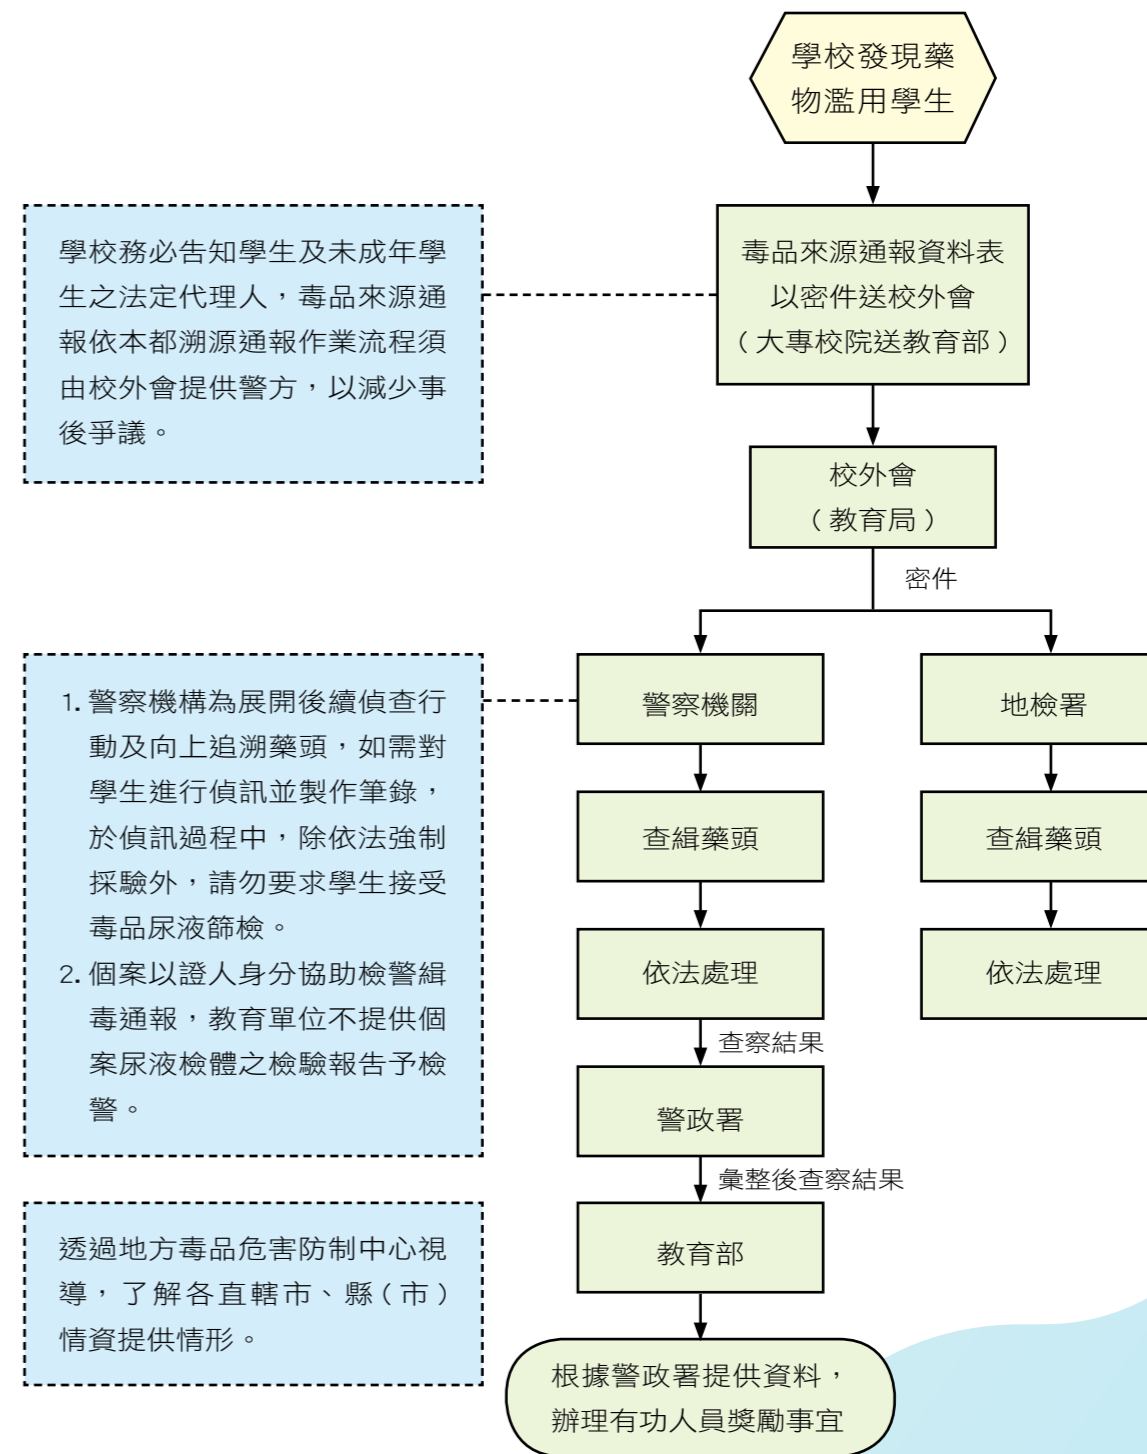 學校發現藥
物濫用學生
學校務必告知學生及未成年學
生之法定代理人，毒品來源通
報依本都溯源通報作業流程須
由校外會提供警方，以減少事
後爭議。
毒品來源通報資料表
以密件送校外會
（大專校院送教育部）
校外會
（教育局）
密件
1. 警察機構為展開後續偵查行
動及向上追溯藥頭，如需對
學生進行偵訊並製作筆錄，
於偵訊過程中，除依法強制
採驗外，請勿要求學生接受
毒品尿液篩檢。
2. 個案以證人身分協助檢警緝
毒通報，教育單位不提供個
案尿液檢體之檢驗報告予檢
警。
警察機關
地檢署
查緝藥頭
查緝藥頭
依法處理
依法處理
查察結果
警政署
彙整後查察結果
教育部
透過地方毒品危害防制中心視
導，了解各直轄市、縣（市）
情資提供情形。
根據警政署提供資料，
辦理有功人員獎勵事宜